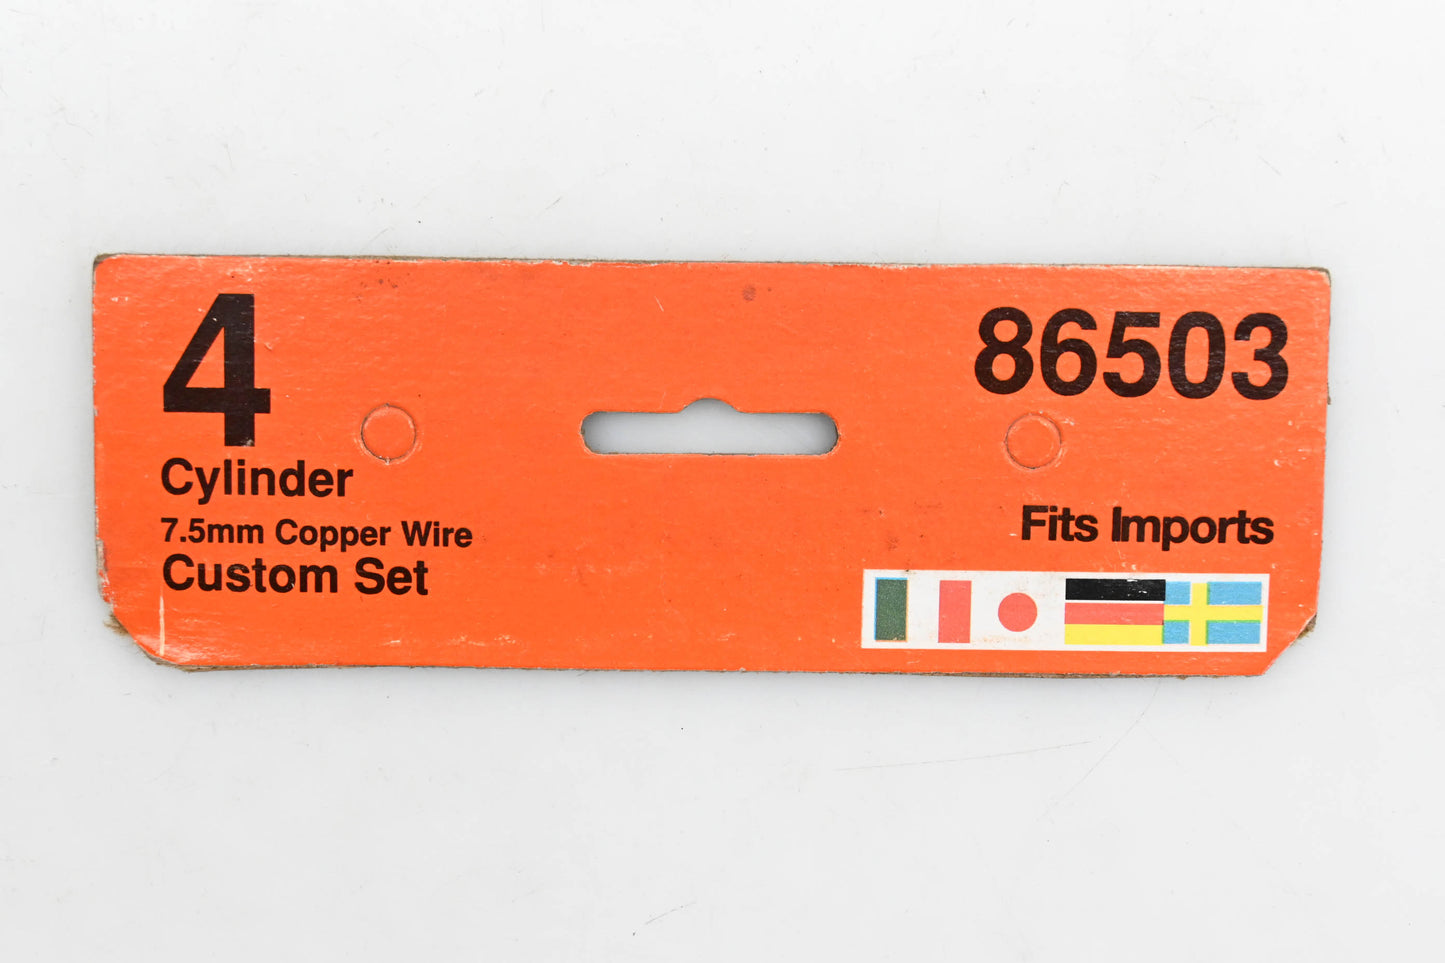 4
Cylinder
7.5mm Copper Wire
Custom Set
86503
Fits Imports